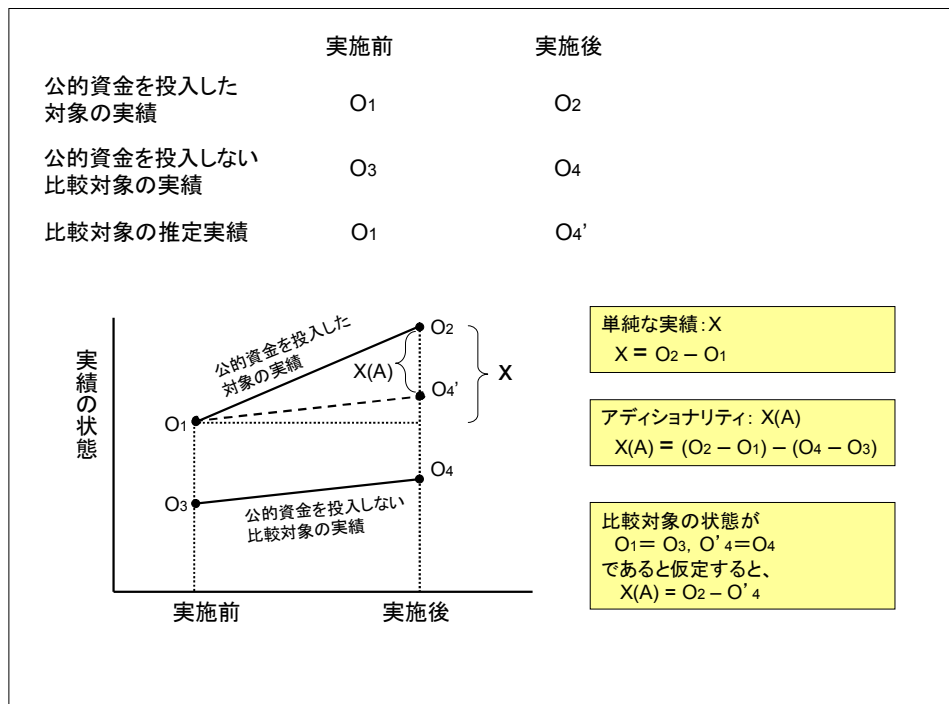 実施前 実施後
公的資金を投入した
対象の実績 O1 O2
公的資金を投入しない
比較対象の実績 O3 O4
比較対象の推定実績 O1 O4’
実績の状態
公的資金を投入した
対象の実績
O2
X(A)
X
O4’
O1
O4
O3
公的資金を投入しない
比較対象の実績
実施前 実施後
単純な実績：X
X = O2 – O1
アディショナリティ： X(A)
X(A) = (O2 – O1) – (O4 – O3)
比較対象の状態が
O1＝ O3, O’4＝O4
であると仮定すると、
X(A) = O2 – O’4